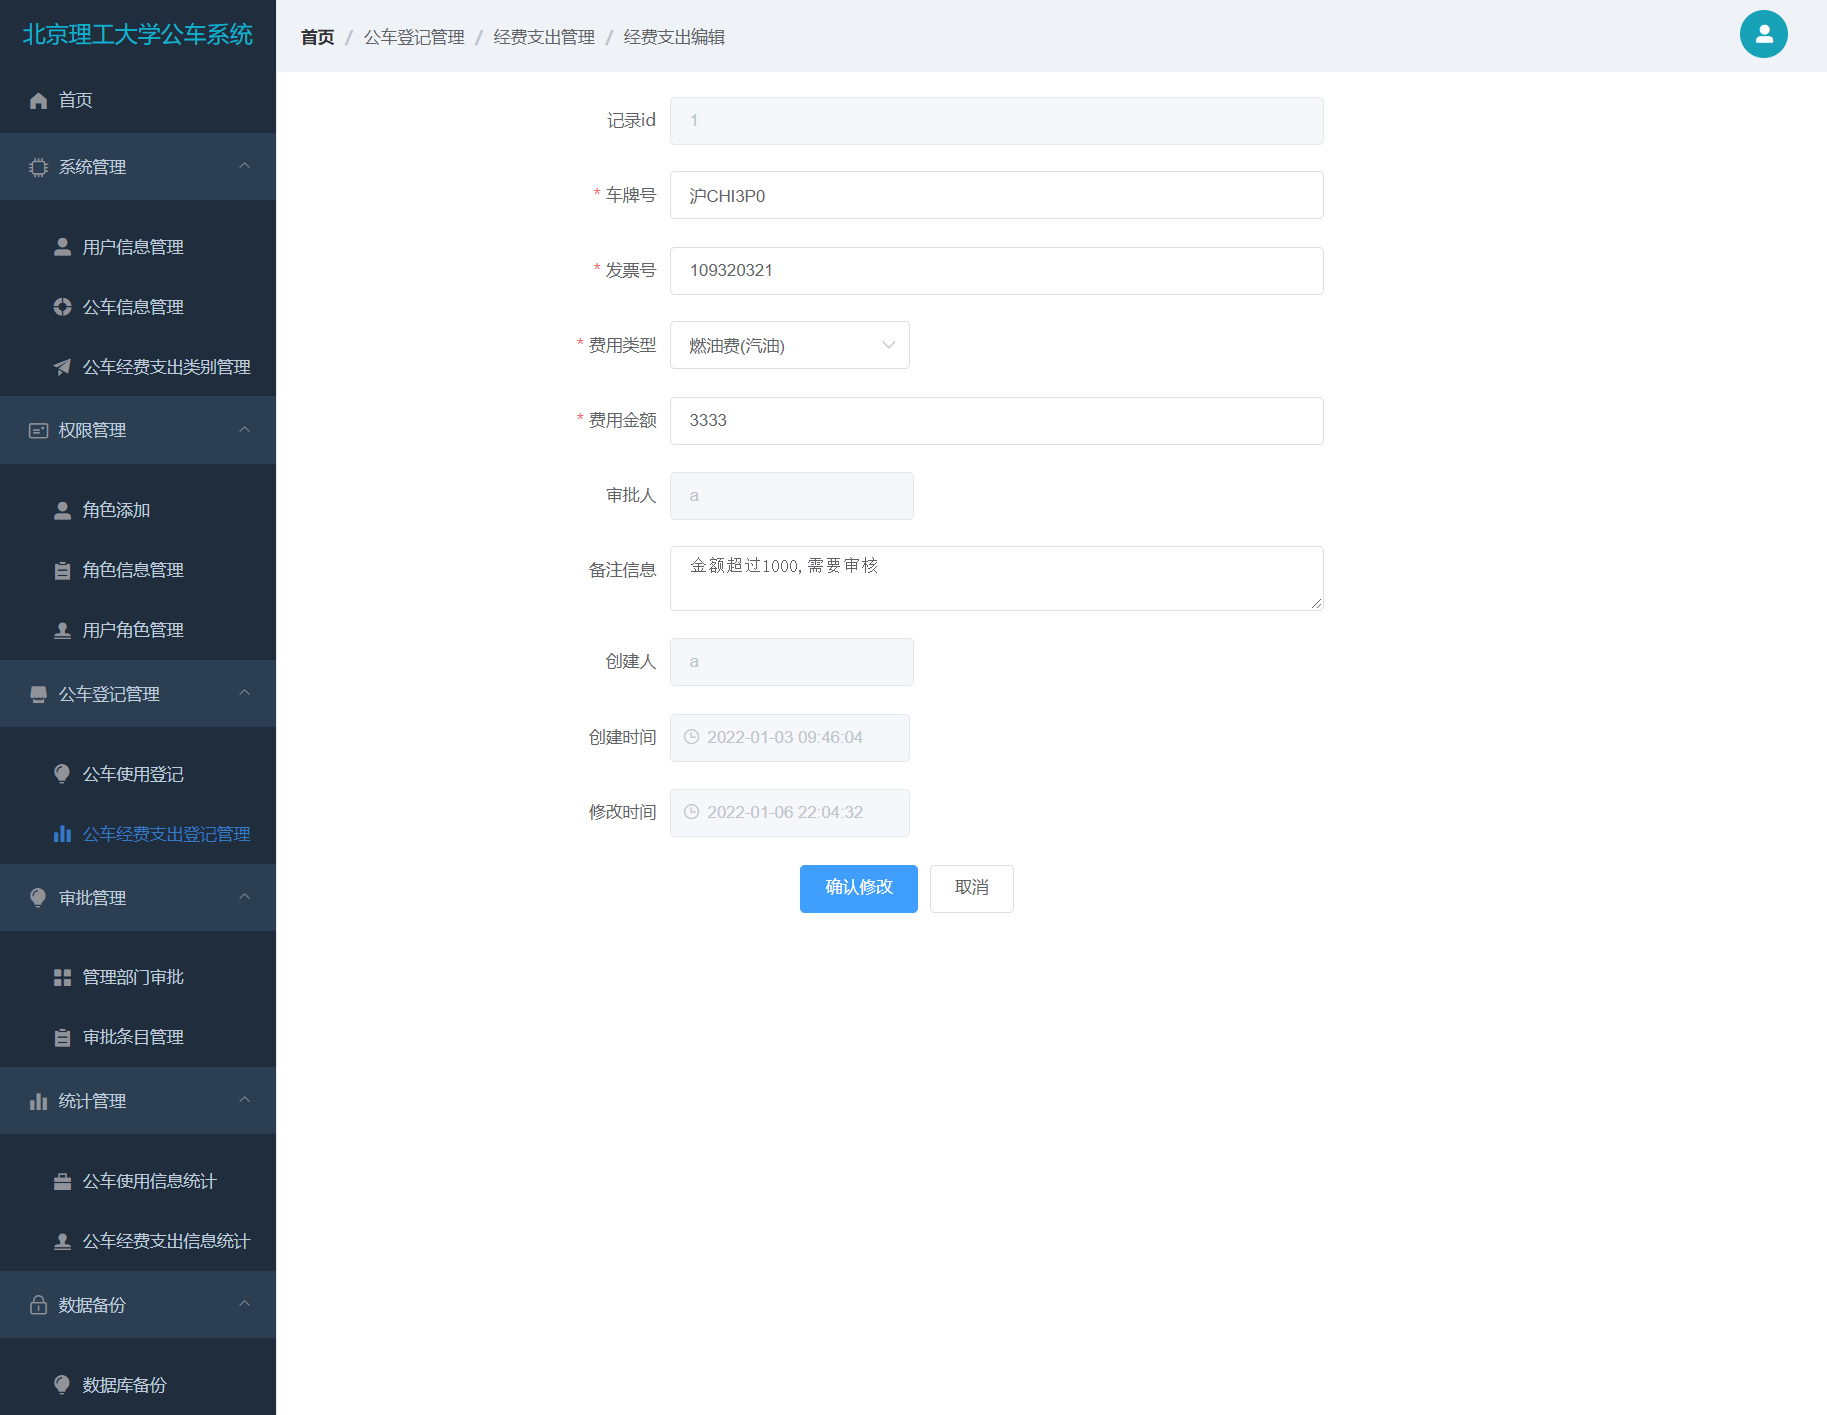 北京理工大学公车系统
首页
系统管理
用户信息管理
公车信息管理
公车经费支出类别管理
权限管理
角色添加
角色信息管理
用户角色管理
公车登记管理
公车使用登记
公车经费支出登记管理
审批管理
管理部门审批
审批条目管理
统计管理
公车使用信息统计
公车经费支出信息统计
数据备份
数据库备份
首页 / 公车登记管理 / 经费支出管理 / 经费支出编辑
记录id 1
* 车牌号 沪CHI3P0
* 发票号 109320321
* 费用类型 燃油费(汽油)
* 费用金额 3333
审批人 a
备注信息 金额超过1000,需要审核
创建人 a
创建时间 2022-01-03 09:46:04
修改时间 2022-01-06 22:04:32
确认修改 取消